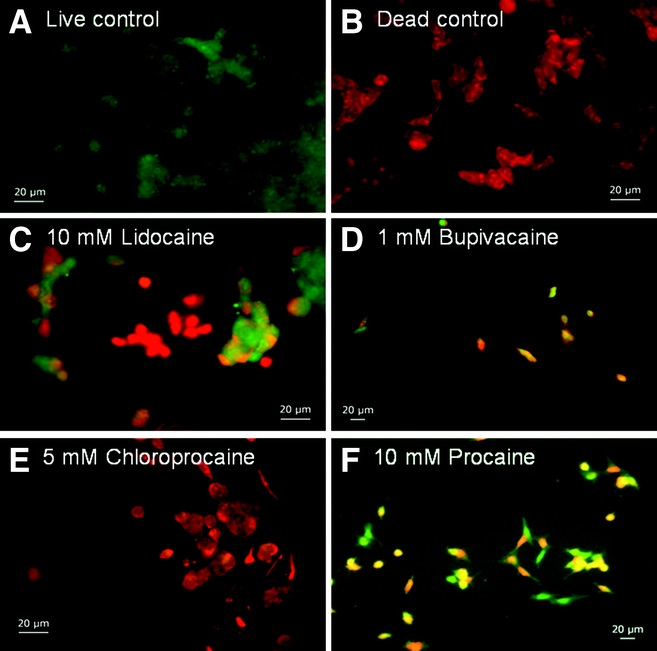 A Live control
20 µm
B Dead control
20 µm
C 10 mM Lidocaine
20 µm
D 1 mM Bupivacaine
20 µm
E 5 mM Chloroprocaine
20 µm
F 10 mM Procaine
20 µm